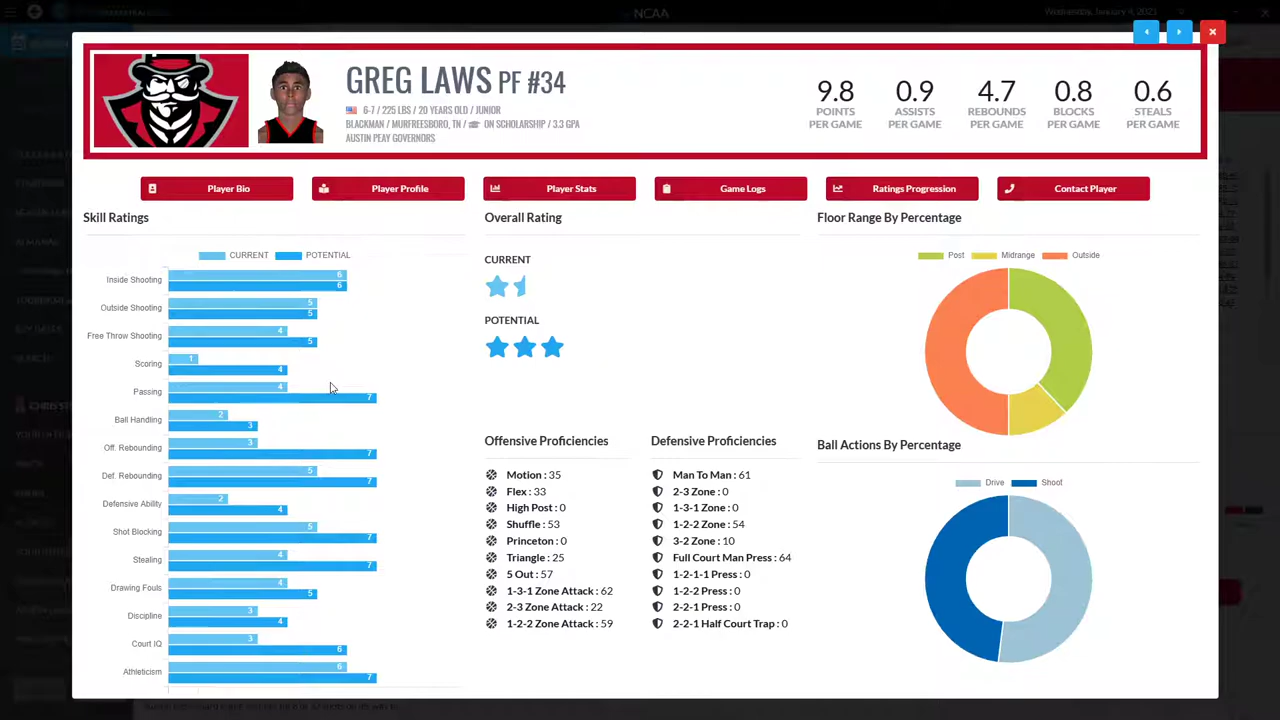 NCAA
Wednesday, January 4, 2023
GREG LAWS PF #34
6-7 / 225 LBS / 20 YEARS OLD / JUNIOR
BLACKMAN / MURFREESBORO, TN / ON SCHOLARSHIP / 3.3 GPA
AUSTIN PEAY GOVERNORS
9.8 0.9 4.7 0.8 0.6
POINTS ASSISTS REBOUNDS BLOCKS STEALS
PER GAME PER GAME PER GAME PER GAME PER GAME
Player Bio Player Profile Player Stats Game Logs Ratings Progression Contact Player
Skill Ratings
CURRENT POTENTIAL
Inside Shooting 6 6
Outside Shooting 5 5
Free Throw Shooting 4 5
Scoring 1 4
Passing 4 7
Ball Handling 2 3
Off. Rebounding 3 7
Def. Rebounding 5 7
Defensive Ability 2 4
Shot Blocking 5 7
Stealing 4 7
Drawing Fouls 4 5
Discipline 3 4
Court IQ 3 6
Athleticism 6 7
Overall Rating
CURRENT
POTENTIAL
Offensive Proficiencies
Motion : 35
Flex : 33
High Post : 0
Shuffle : 53
Princeton : 0
Triangle : 25
5 Out : 57
1-3-1 Zone Attack : 62
2-3 Zone Attack : 22
1-2-2 Zone Attack : 59
Defensive Proficiencies
Man To Man : 61
2-3 Zone : 0
1-3-1 Zone : 0
1-2-2 Zone : 54
3-2 Zone : 10
Full Court Man Press : 64
1-2-1-1 Press : 0
1-2-2 Press : 0
2-2-1 Press : 0
2-2-1 Half Court Trap : 0
Floor Range By Percentage
Post Midrange Outside
Ball Actions By Percentage
Drive Shoot